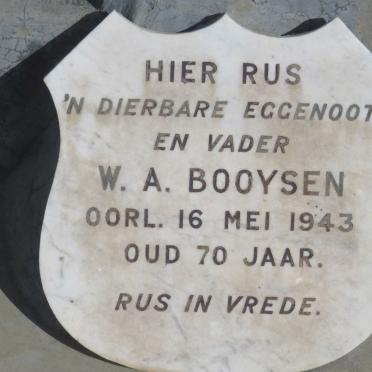 HIER RUS
'N DIERBARE EGGENOOT
EN VADER
W. A. BOOYSEN
OORL. 16 MEI 1943
OUD 70 JAAR.
RUS IN VREDE.